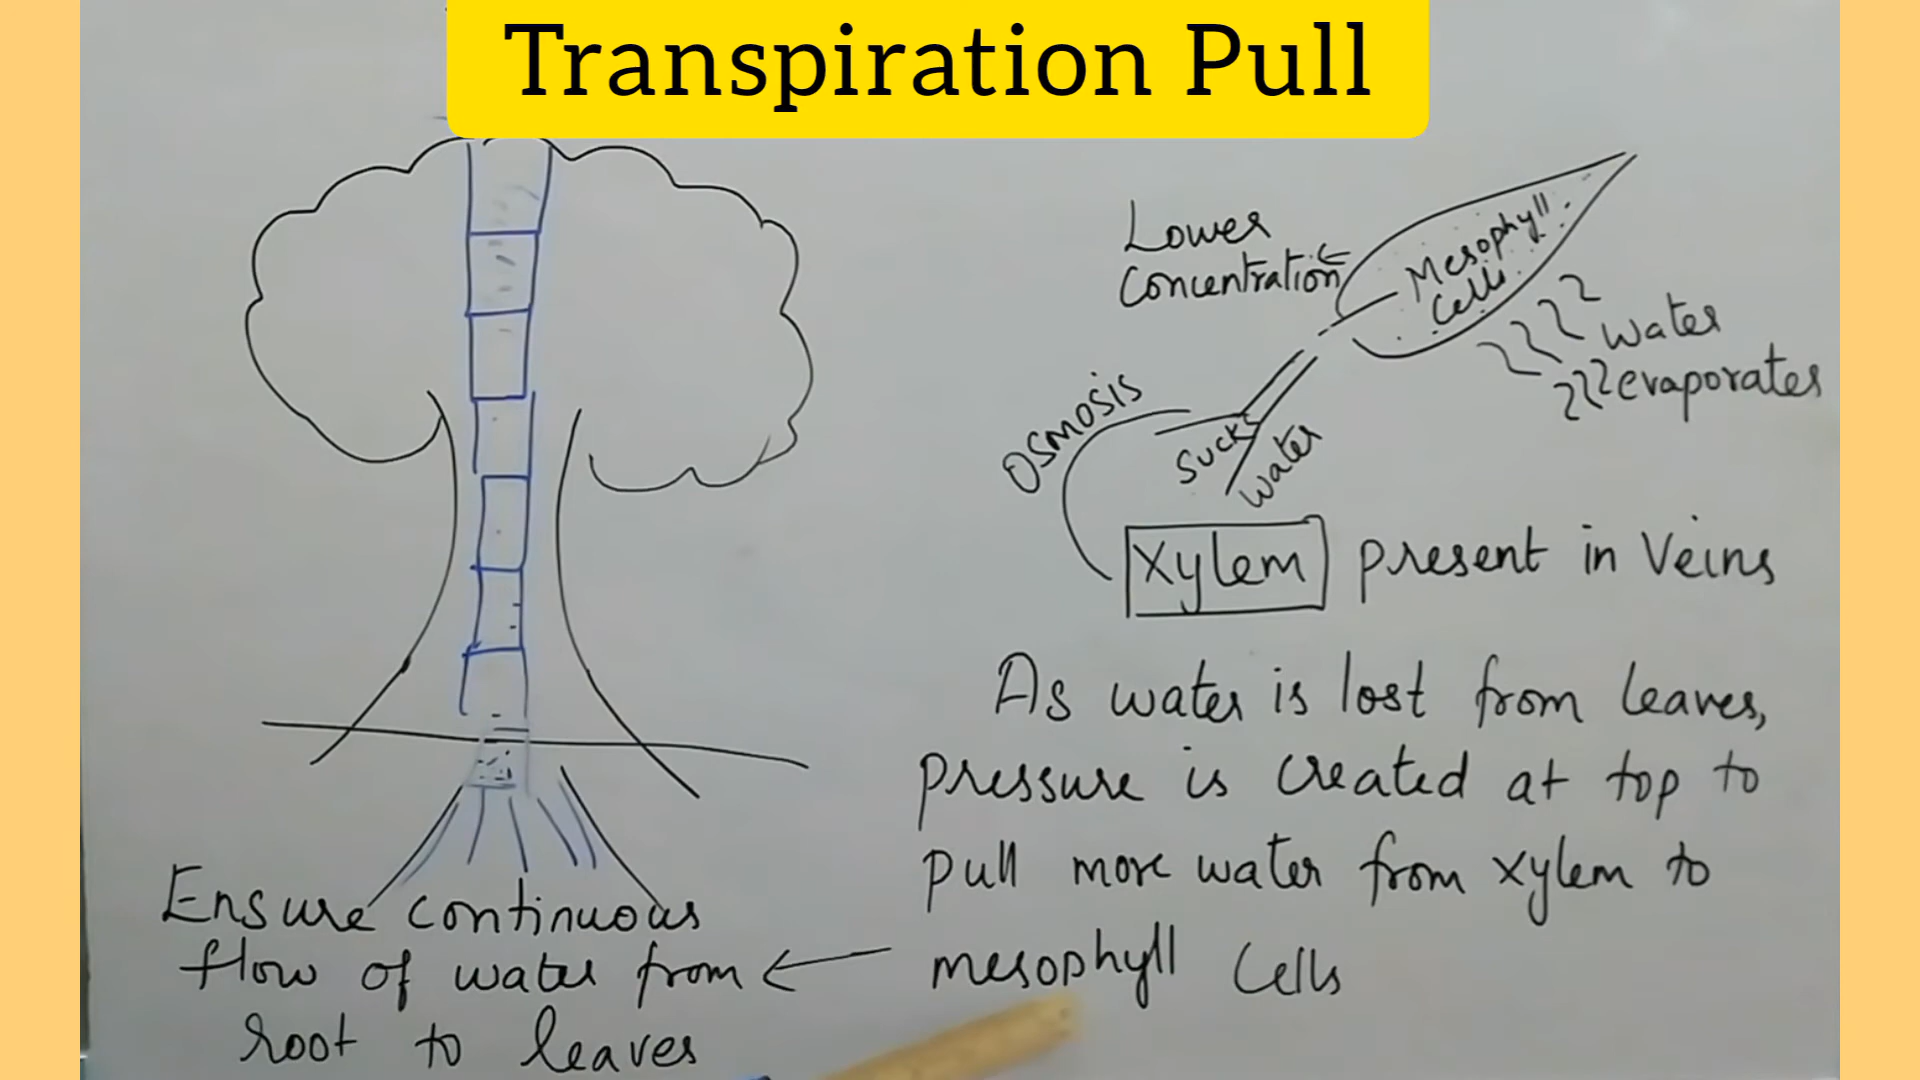 Transpiration Pull
Lower
Concentration
Mesophyll
Cells
Water
evaporates
Osmosis
Sucks
Water
Xylem present in Veins
As water is lost from leaves,
pressure is created at top to
pull more water from xylem to
mesophyll cells
Ensure continuous
flow of water from
root to leaves